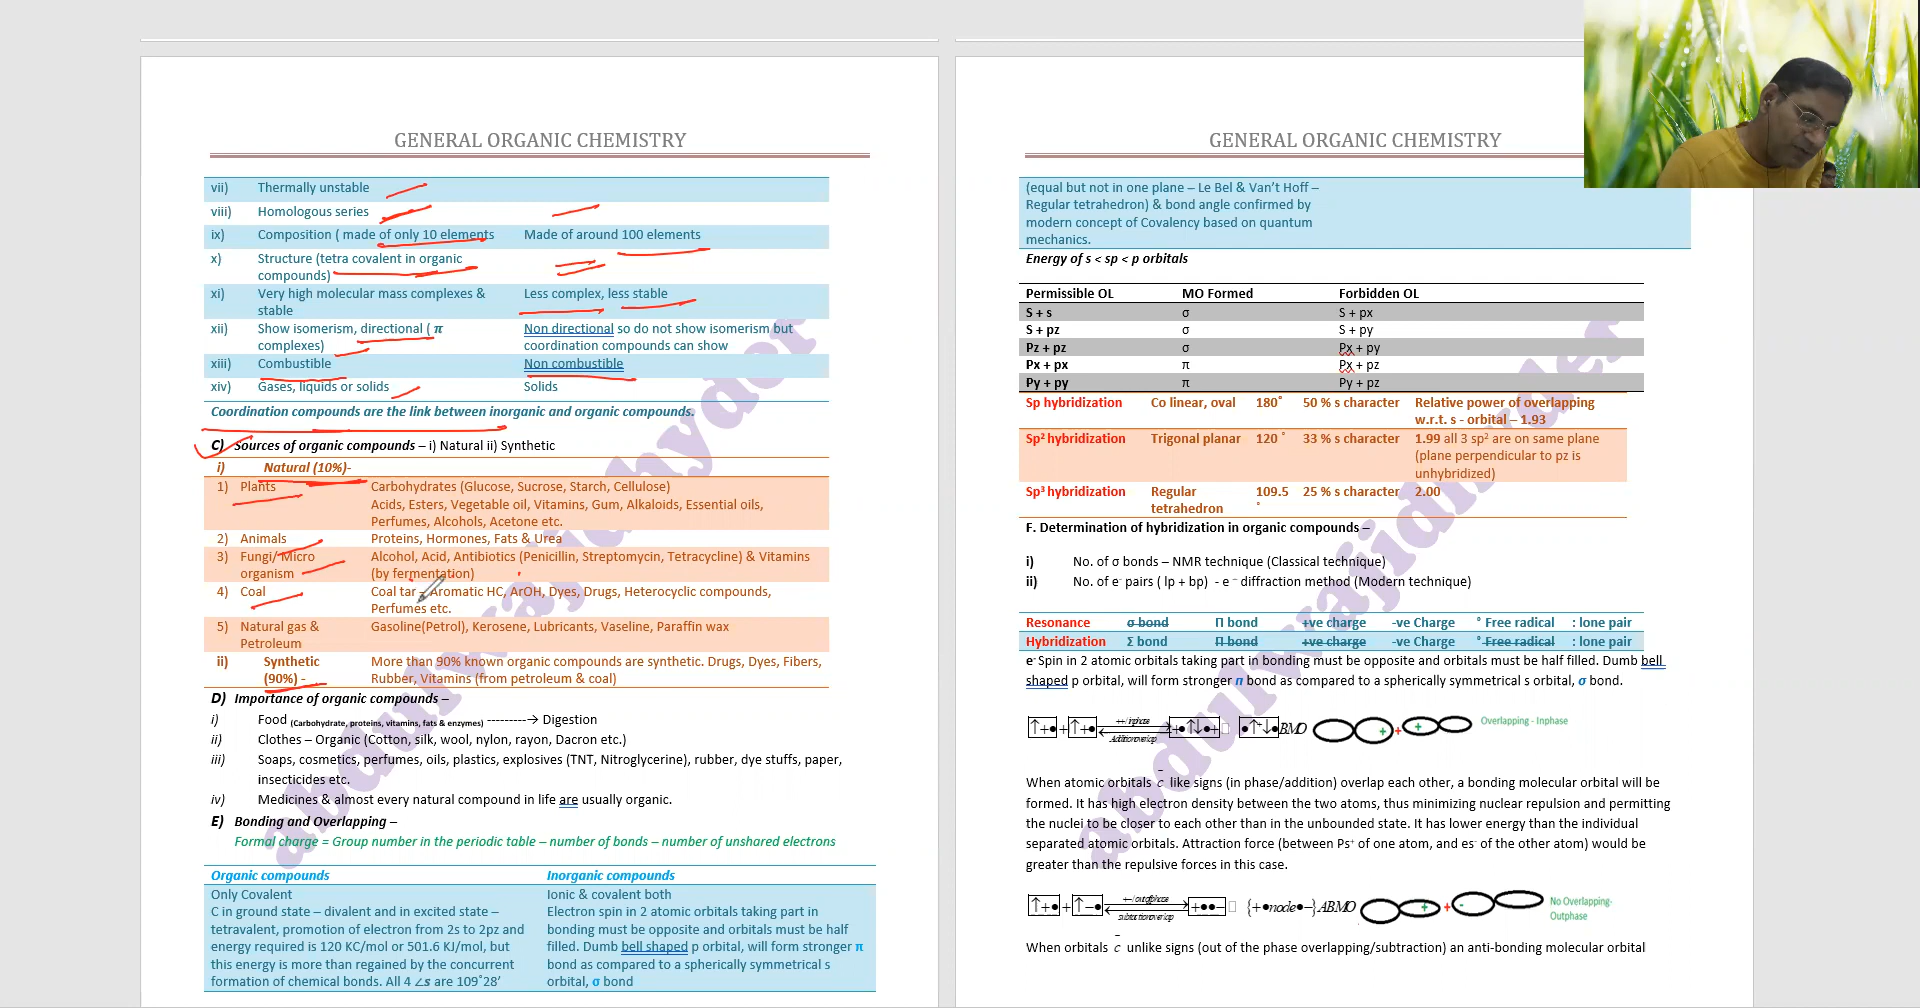 GENERAL ORGANIC CHEMISTRY
vii) Thermally unstable
viii) Homologous series
ix) Composition ( made of only 10 elements Made of around 100 elements
x) Structure (tetra covalent in organic
compounds)
xi) Very high molecular mass complexes & Less complex, less stable
stable
xii) Show isomerism, directional ( π Non directional so do not show isomerism but
complexes) coordination compounds can show
xiii) Combustible Non combustible
xiv) Gases, liquids or solids Solids
Coordination compounds are the link between inorganic and organic compounds.
C) Sources of organic compounds – i) Natural ii) Synthetic
i) Natural (10%)-
1) Plants Carbohydrates (Glucose, Sucrose, Starch, Cellulose)
Acids, Esters, Vegetable oil, Vitamins, Gum, Alkaloids, Essential oils,
Perfumes, Alcohols, Acetone etc.
2) Animals Proteins, Hormones, Fats & Urea
3) Fungi/ Micro Alcohol, Acid, Antibiotics (Penicillin, Streptomycin, Tetracycline) & Vitamins
organism (by fermentation)
4) Coal Coal tar – Aromatic HC, ArOH, Dyes, Drugs, Heterocyclic compounds,
Perfumes etc.
5) Natural gas & Gasoline(Petrol), Kerosene, Lubricants, Vaseline, Paraffin wax
Petroleum
ii) Synthetic More than 90% known organic compounds are synthetic. Drugs, Dyes, Fibers,
(90%) - Rubber, Vitamins (from petroleum & coal)
D) Importance of organic compounds –
i) Food (Carbohydrate, proteins, vitamins, fats & enzymes) ---------→ Digestion
ii) Clothes – Organic (Cotton, silk, wool, nylon, rayon, Dacron etc.)
iii) Soaps, cosmetics, perfumes, oils, plastics, explosives (TNT, Nitroglycerine), rubber, dye stuffs, paper,
insecticides etc.
iv) Medicines & almost every natural compound in life are usually organic.
E) Bonding and Overlapping –
Formal charge = Group number in the periodic table – number of bonds – number of unshared electrons
Organic compounds Inorganic compounds
Only Covalent Ionic & covalent both
C in ground state – divalent and in excited state – Electron spin in 2 atomic orbitals taking part in
tetravalent, promotion of electron from 2s to 2pz and bonding must be opposite and orbitals must be half
energy required is 120 KC/mol or 501.6 KJ/mol, but filled. Dumb bell shaped p orbital, will form stronger π
this energy is more than regained by the concurrent bond as compared to a spherically symmetrical s
formation of chemical bonds. All 4 ∠s are 109°28’ orbital, σ bond
abdulwajidhyder
GENERAL ORGANIC CHEMISTRY
(equal but not in one plane – Le Bel & Van’t Hoff –
Regular tetrahedron) & bond angle confirmed by
modern concept of Covalency based on quantum
mechanics.
Energy of s < sp < p orbitals
Permissible OL MO Formed Forbidden OL
S + s σ S + px
S + pz σ S + py
Pz + pz σ Px + py
Px + px π Px + pz
Py + py π Py + pz
Sp hybridization Co linear, oval 180° 50 % s character Relative power of overlapping
w.r.t. s - orbital – 1.93
Sp² hybridization Trigonal planar 120 ° 33 % s character 1.99 all 3 sp² are on same plane
(plane perpendicular to pz is
unhybridized)
Sp³ hybridization Regular 109.5 25 % s character 2.00
tetrahedron °
F. Determination of hybridization in organic compounds –
i) No. of σ bonds – NMR technique (Classical technique)
ii) No. of e⁻ pairs ( lp + bp) - e⁻ diffraction method (Modern technique)
Resonance σ bond Π bond +ve charge -ve Charge ° Free radical : lone pair
Hybridization Σ bond Π bond +ve charge -ve Charge ° Free radical : lone pair
e⁻ Spin in 2 atomic orbitals taking part in bonding must be opposite and orbitals must be half filled. Dumb bell
shaped p orbital, will form stronger π bond as compared to a spherically symmetrical s orbital, σ bond.
BMO Overlapping - Inphase
When atomic orbitals c̄ like signs (in phase/addition) overlap each other, a bonding molecular orbital will be
formed. It has high electron density between the two atoms, thus minimizing nuclear repulsion and permitting
the nuclei to be closer to each other than in the unbounded state. It has lower energy than the individual
separated atomic orbitals. Attraction force (between Ps⁺ of one atom, and es⁻ of the other atom) would be
greater than the repulsive forces in this case.
{+●node●−}ABMO No Overlapping-
Outphase
When orbitals c̄ unlike signs (out of the phase overlapping/subtraction) an anti-bonding molecular orbital